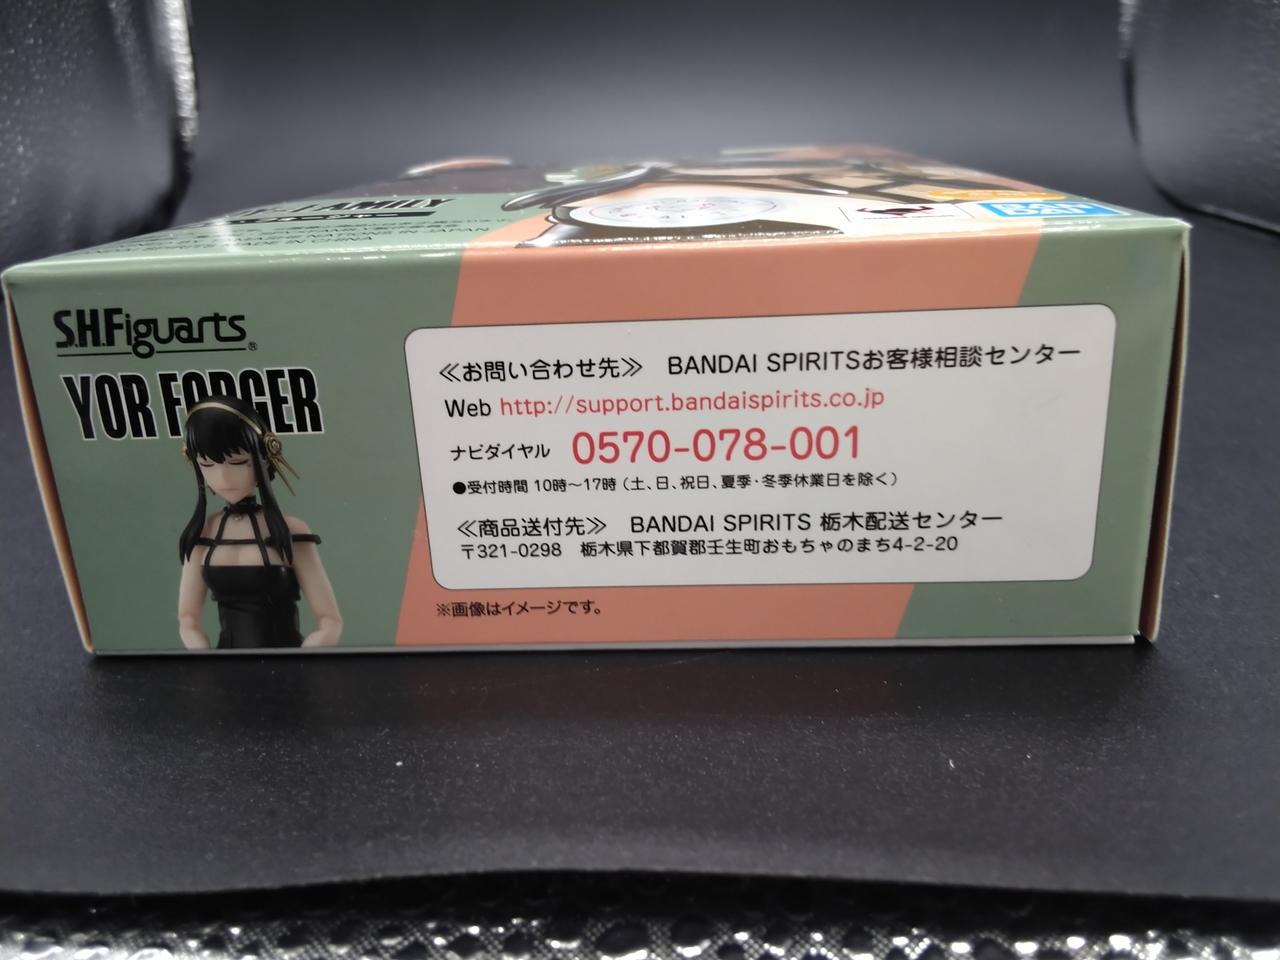 FAMILY
S.H.Figuarts®
YOR FORGER
≪お問い合わせ先≫ BANDAI SPIRITSお客様相談センター
Web http://support.bandaispirits.co.jp
ナビダイヤル 0570-078-001
●受付時間 10時〜17時（土、日、祝日、夏季・冬季休業日を除く）
≪商品送付先≫ BANDAI SPIRITS 栃木配送センター
〒321-0298 栃木県下都賀郡壬生町おもちゃのまち4-2-20
※画像はイメージです。